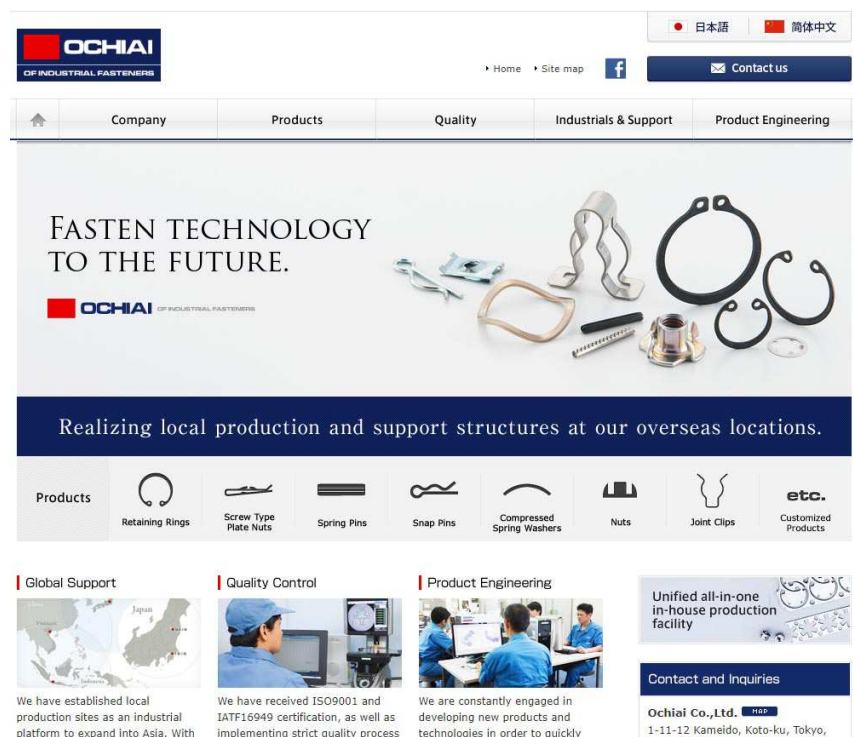 日本語
简体中文
OCHIAI
OF INDUSTRIAL FASTENERS
Home
Site map
f
Contact us
Company
Products
Quality
Industrials & Support
Product Engineering
FASTEN TECHNOLOGY
TO THE FUTURE.
OCHIAI OF INDUSTRIAL FASTENERS
Realizing local production and support structures at our overseas locations.
Products
Retaining Rings
Screw Type
Plate Nuts
Spring Pins
Snap Pins
Compressed
Spring Washers
Nuts
Joint Clips
etc.
Customized
Products
Global Support
Japan
Vietnam
Indonesia
We have established local
production sites as an industrial
platform to expand into Asia. With
Quality Control
We have received ISO9001 and
IATF16949 certification, as well as
implementing strict quality process
Product Engineering
We are constantly engaged in
developing new products and
technologies in order to quickly
Unified all-in-one
in-house production
facility
Contact and Inquiries
Ochiai Co.,Ltd. MAP
1-11-12 Kameido, Koto-ku, Tokyo,